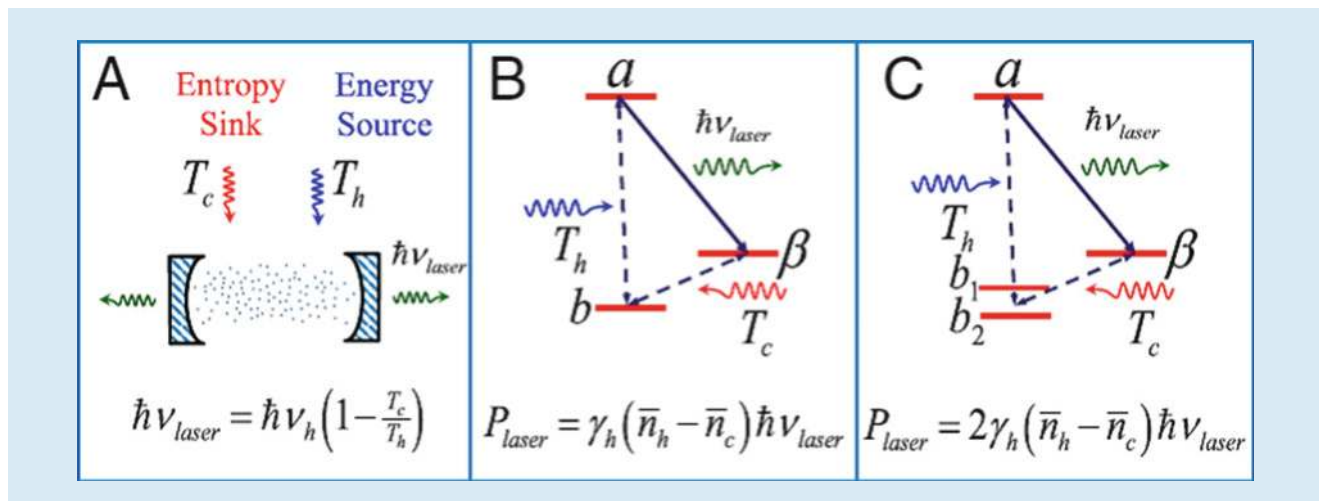 A
Entropy
Sink
Energy
Source
T_c
T_h
ħν_laser
ħν_laser = ħν_h(1 − T_c/T_h)
B
a
ħν_laser
T_h
β
b
T_c
P_laser = γ_h(n̄_h − n̄_c)ħν_laser
C
a
ħν_laser
T_h
β
b_1
b_2
T_c
P_laser = 2γ_h(n̄_h − n̄_c)ħν_laser